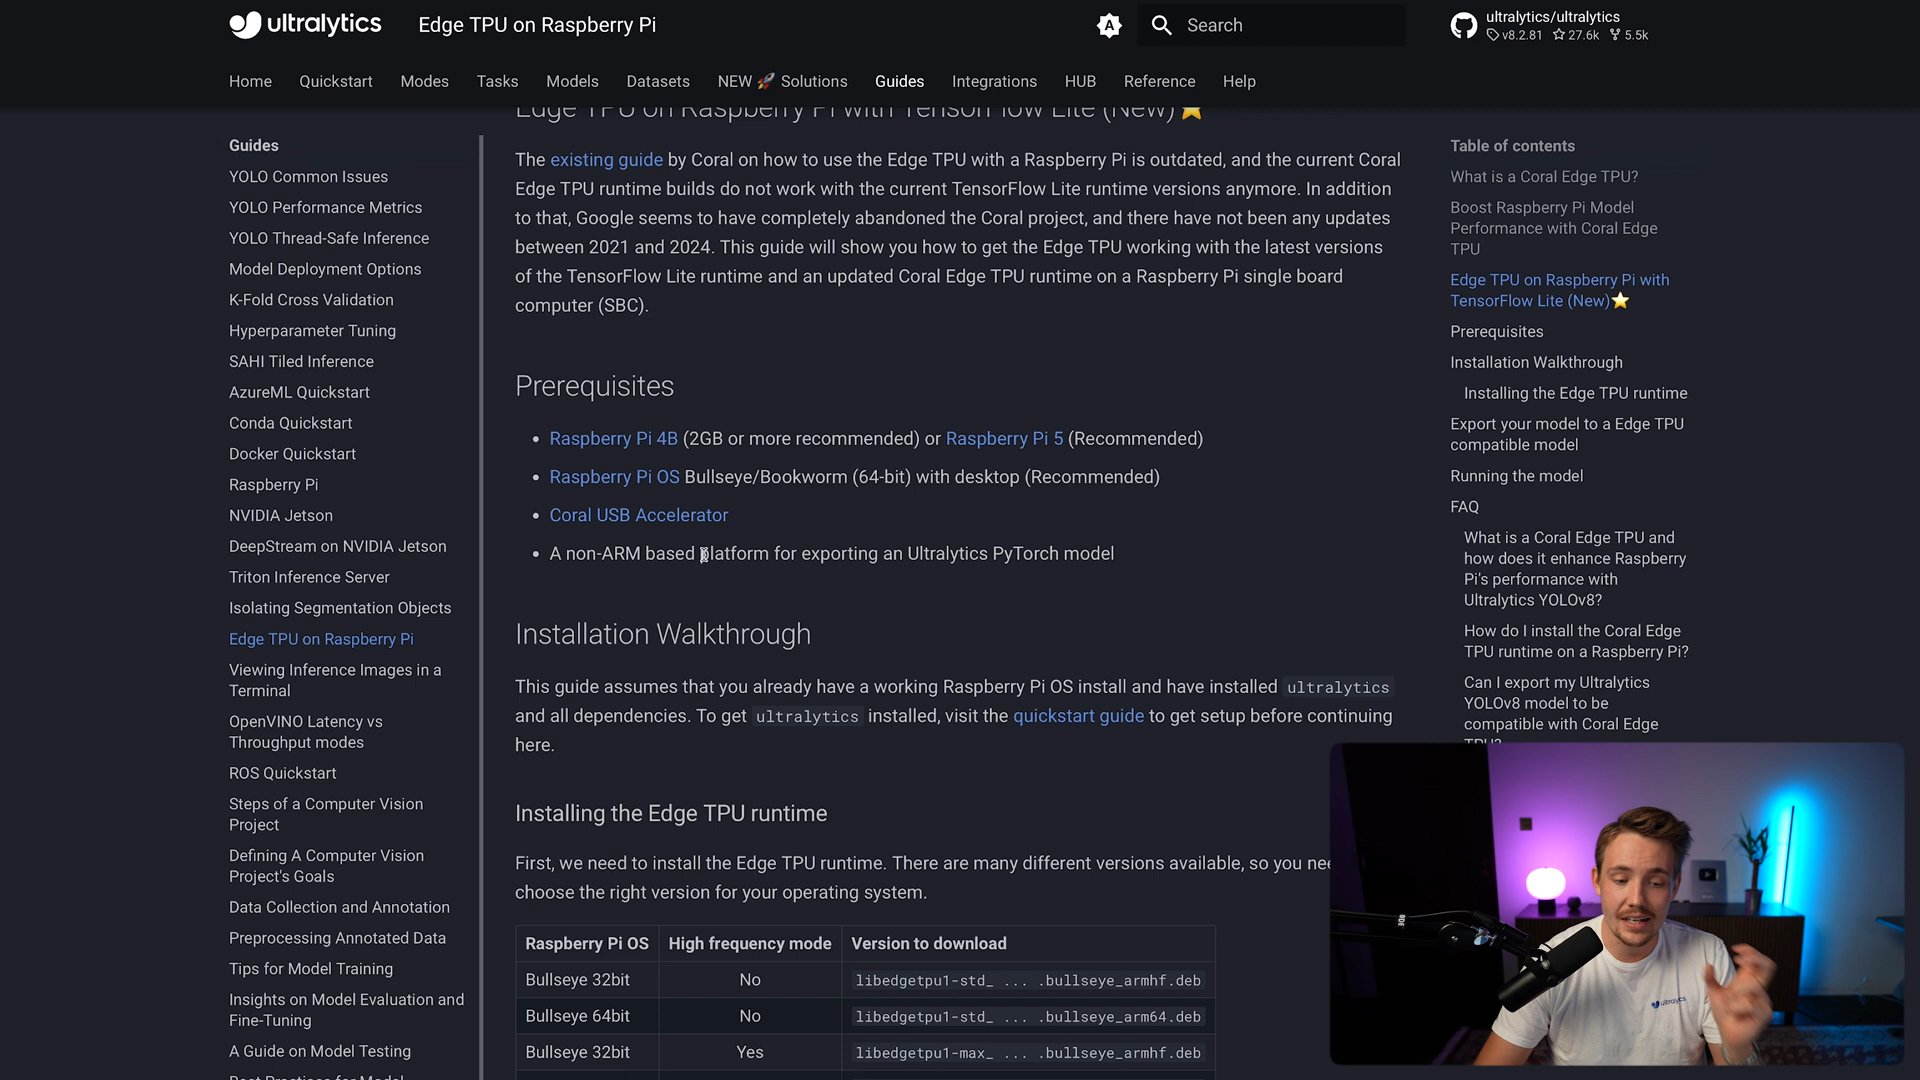 ultralytics
Edge TPU on Raspberry Pi
Search
ultralytics/ultralytics
v8.2.81 27.6k 5.5k
Home Quickstart Modes Tasks Models Datasets NEW 🚀 Solutions Guides Integrations HUB Reference Help
Guides
YOLO Common Issues
YOLO Performance Metrics
YOLO Thread-Safe Inference
Model Deployment Options
K-Fold Cross Validation
Hyperparameter Tuning
SAHI Tiled Inference
AzureML Quickstart
Conda Quickstart
Docker Quickstart
Raspberry Pi
NVIDIA Jetson
DeepStream on NVIDIA Jetson
Triton Inference Server
Isolating Segmentation Objects
Edge TPU on Raspberry Pi
Viewing Inference Images in a
Terminal
OpenVINO Latency vs
Throughput modes
ROS Quickstart
Steps of a Computer Vision
Project
Defining A Computer Vision
Project's Goals
Data Collection and Annotation
Preprocessing Annotated Data
Tips for Model Training
Insights on Model Evaluation and
Fine-Tuning
A Guide on Model Testing
Best Practices for Model
Edge TPU on Raspberry Pi with TensorFlow Lite (New)⭐
The existing guide by Coral on how to use the Edge TPU with a Raspberry Pi is outdated, and the current Coral
Edge TPU runtime builds do not work with the current TensorFlow Lite runtime versions anymore. In addition
to that, Google seems to have completely abandoned the Coral project, and there have not been any updates
between 2021 and 2024. This guide will show you how to get the Edge TPU working with the latest versions
of the TensorFlow Lite runtime and an updated Coral Edge TPU runtime on a Raspberry Pi single board
computer (SBC).
Prerequisites
• Raspberry Pi 4B (2GB or more recommended) or Raspberry Pi 5 (Recommended)
• Raspberry Pi OS Bullseye/Bookworm (64-bit) with desktop (Recommended)
• Coral USB Accelerator
• A non-ARM based platform for exporting an Ultralytics PyTorch model
Installation Walkthrough
This guide assumes that you already have a working Raspberry Pi OS install and have installed ultralytics
and all dependencies. To get ultralytics installed, visit the quickstart guide to get setup before continuing
here.
Installing the Edge TPU runtime
First, we need to install the Edge TPU runtime. There are many different versions available, so you
choose the right version for your operating system.
Raspberry Pi OS High frequency mode Version to download
Bullseye 32bit No libedgetpu1-std_ ... .bullseye_armhf.deb
Bullseye 64bit No libedgetpu1-std_ ... .bullseye_arm64.deb
Bullseye 32bit Yes libedgetpu1-max_ ... .bullseye_armhf.deb
Table of contents
What is a Coral Edge TPU?
Boost Raspberry Pi Model
Performance with Coral Edge
TPU
Edge TPU on Raspberry Pi with
TensorFlow Lite (New)⭐
Prerequisites
Installation Walkthrough
Installing the Edge TPU runtime
Export your model to a Edge TPU
compatible model
Running the model
FAQ
What is a Coral Edge TPU and
how does it enhance Raspberry
Pi's performance with
Ultralytics YOLOv8?
How do I install the Coral Edge
TPU runtime on a Raspberry Pi?
Can I export my Ultralytics
YOLOv8 model to be
compatible with Coral Edge
TPU?
ultralytics